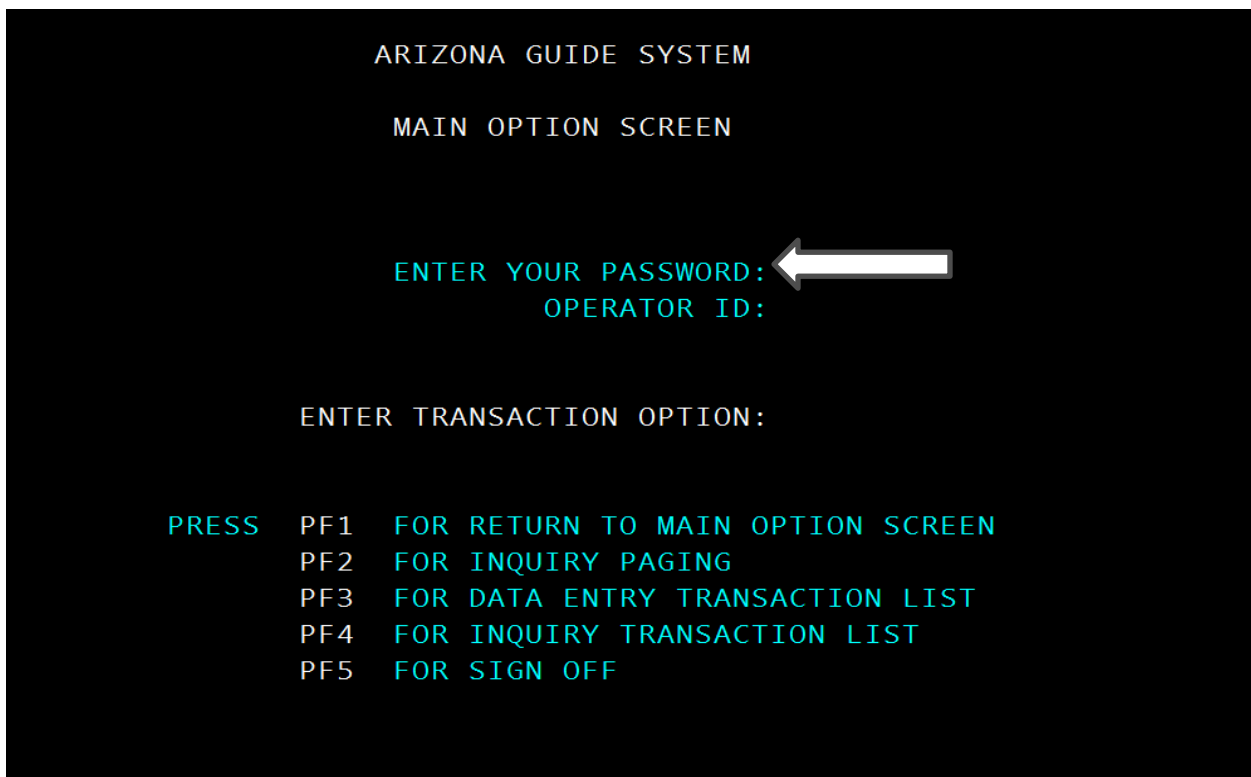 ARIZONA GUIDE SYSTEM
MAIN OPTION SCREEN
ENTER YOUR PASSWORD:
OPERATOR ID:
ENTER TRANSACTION OPTION:
PRESS PF1 FOR RETURN TO MAIN OPTION SCREEN
PF2 FOR INQUIRY PAGING
PF3 FOR DATA ENTRY TRANSACTION LIST
PF4 FOR INQUIRY TRANSACTION LIST
PF5 FOR SIGN OFF